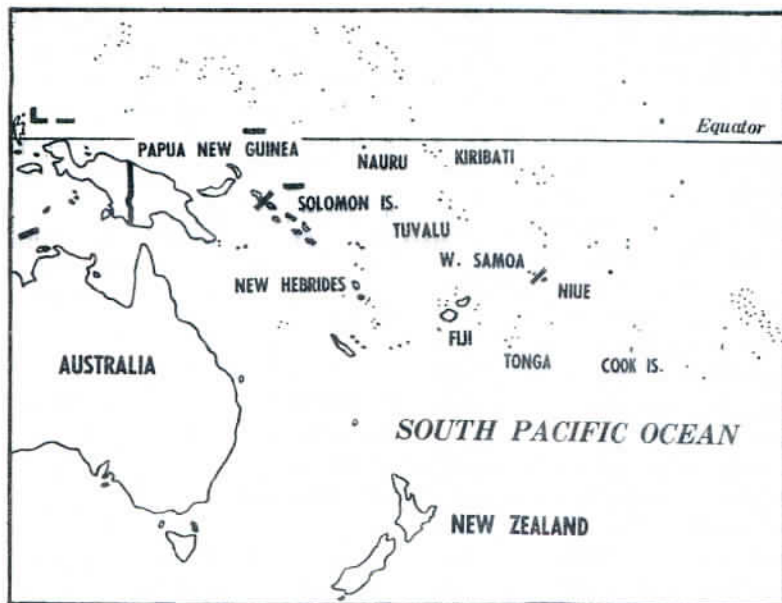 Equator
PAPUA NEW GUINEA
NAURU
KIRIBATI
SOLOMON IS.
TUVALU
W. SAMOA
NEW HEBRIDES
NIUE
FIJI
AUSTRALIA
TONGA
COOK IS.
SOUTH PACIFIC OCEAN
NEW ZEALAND